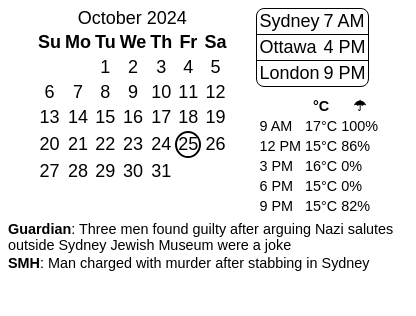 October 2024
Su Mo Tu We Th Fr Sa
1 2 3 4 5
6 7 8 9 10 11 12
13 14 15 16 17 18 19
20 21 22 23 24 25 26
27 28 29 30 31
Sydney 7 AM
Ottawa 4 PM
London 9 PM
°C ☂
9 AM 17°C 100%
12 PM 15°C 86%
3 PM 16°C 0%
6 PM 15°C 0%
9 PM 15°C 82%
Guardian: Three men found guilty after arguing Nazi salutes
outside Sydney Jewish Museum were a joke
SMH: Man charged with murder after stabbing in Sydney